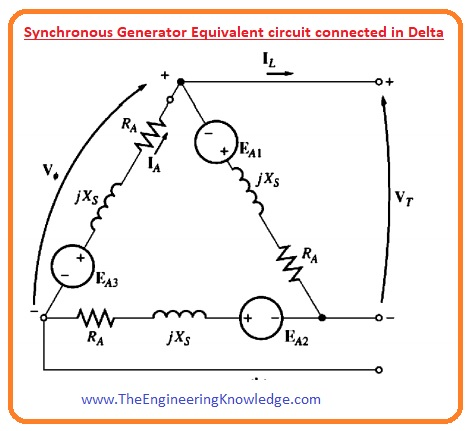 Synchronous Generator Equivalent circuit connected in Delta
I_L
+ +
R_A
I_A
- + E_A1
V_φ
jX_S
jX_S
V_T
+
-
E_A3
R_A
- + - -
R_A jX_S E_A2
www.TheEngineeringKnowledge.com